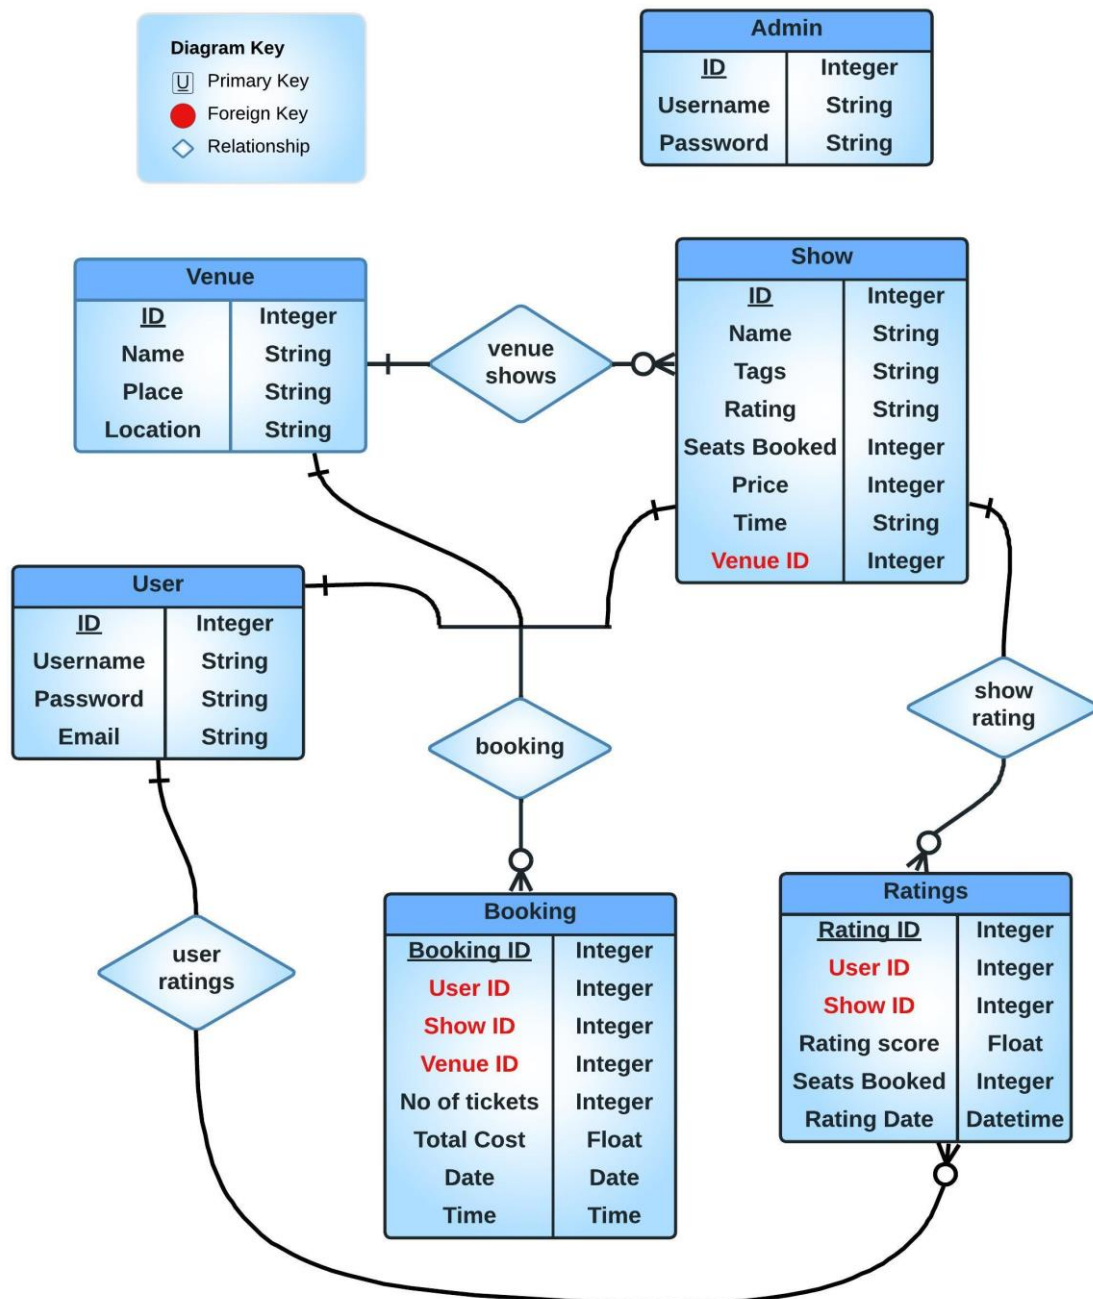 Diagram Key
U Primary Key
Foreign Key
Relationship
Admin
ID Integer
Username String
Password String
Venue
ID Integer
Name String
Place String
Location String
venue
shows
Show
ID Integer
Name String
Tags String
Rating String
Seats Booked Integer
Price Integer
Time String
Venue ID Integer
User
ID Integer
Username String
Password String
Email String
booking
show
rating
user
ratings
Booking
Booking ID Integer
User ID Integer
Show ID Integer
Venue ID Integer
No of tickets Integer
Total Cost Float
Date Date
Time Time
Ratings
Rating ID Integer
User ID Integer
Show ID Integer
Rating score Float
Seats Booked Integer
Rating Date Datetime